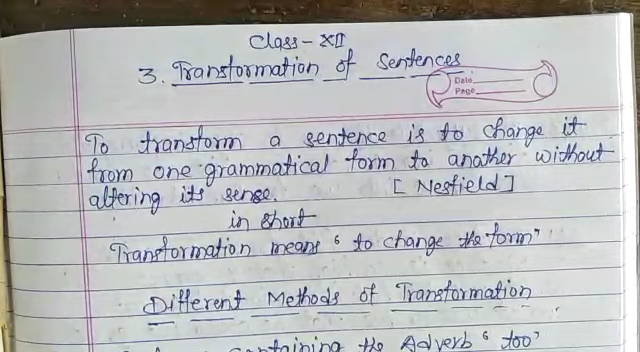 Class - XII
3. Transformation of Sentences
Date
Page
To transform a sentence is to change it
from one grammatical form to another without
altering its sense. [Nesfield]
in short
Transformation means “to change the form”
Different Methods of Transformation
containing the Adverb “too”